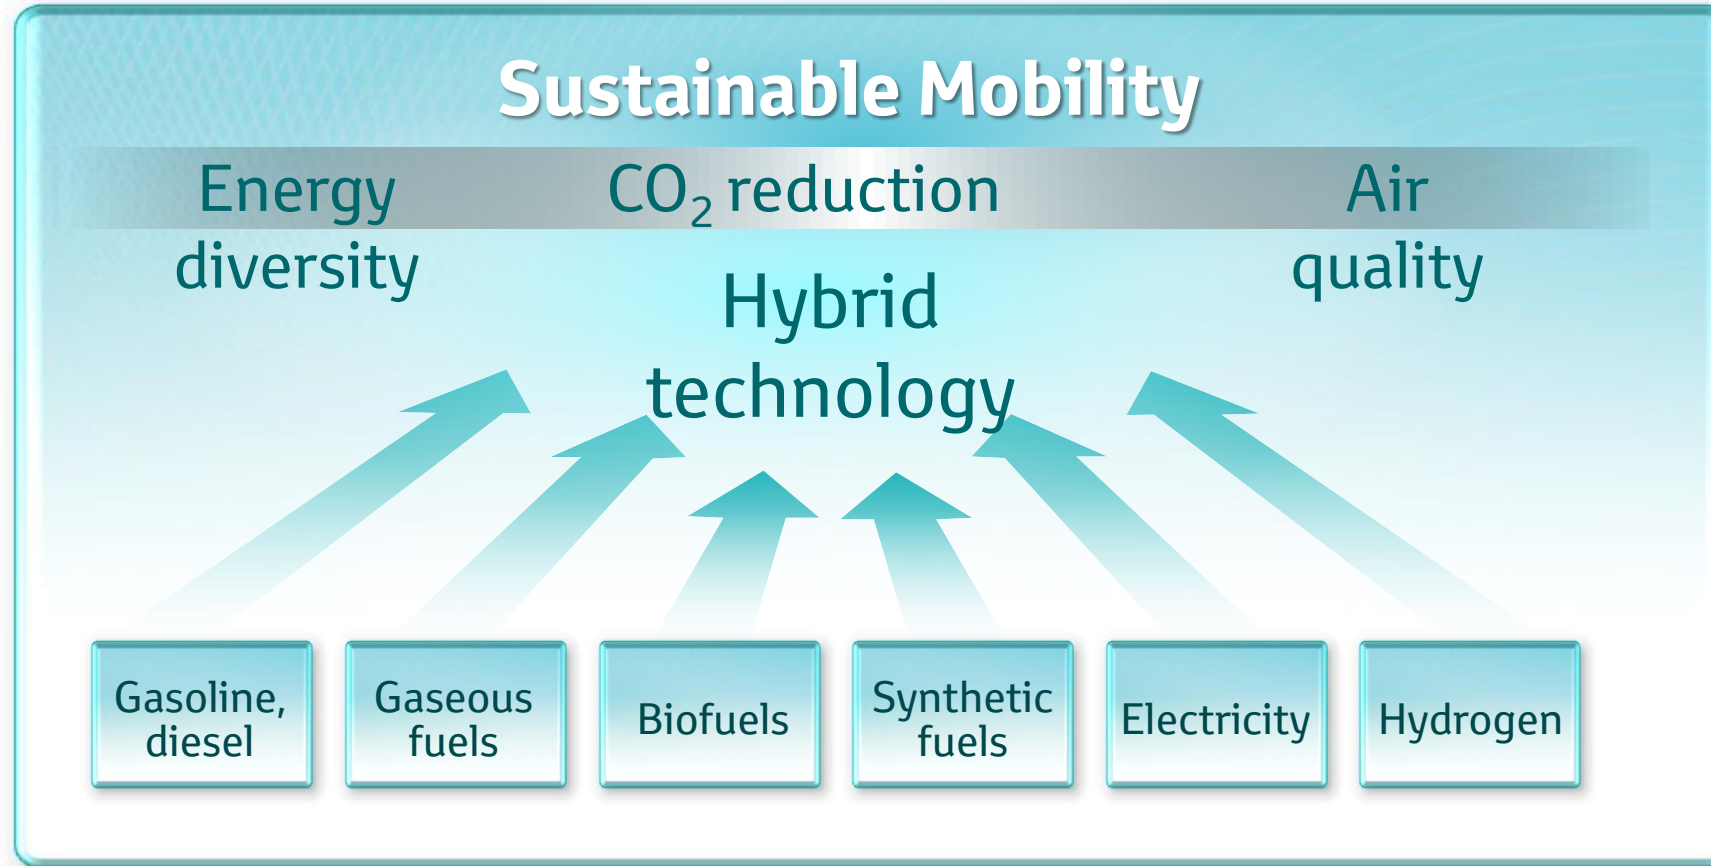 Sustainable Mobility
Energy
diversity
CO₂ reduction
Air
quality
Hybrid
technology
Gasoline,
diesel
Gaseous
fuels
Biofuels
Synthetic
fuels
Electricity
Hydrogen